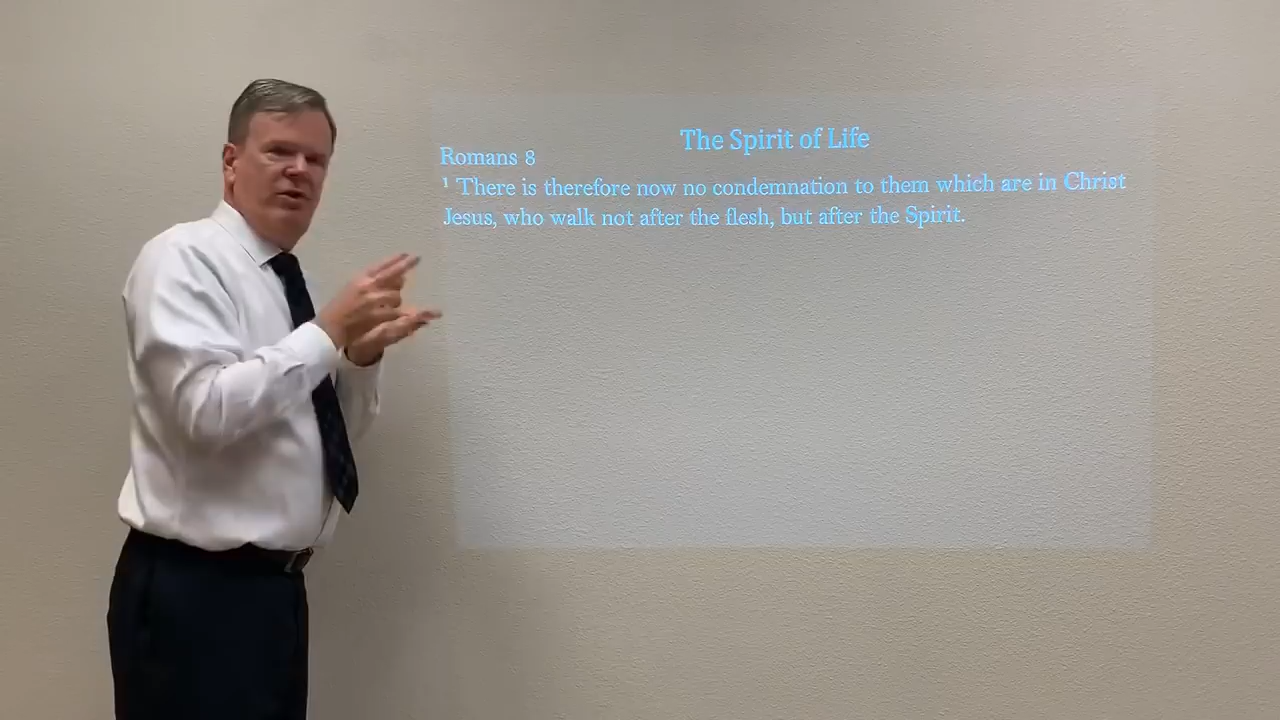 The Spirit of Life
Romans 8
¹ There is therefore now no condemnation to them which are in Christ
Jesus, who walk not after the flesh, but after the Spirit.